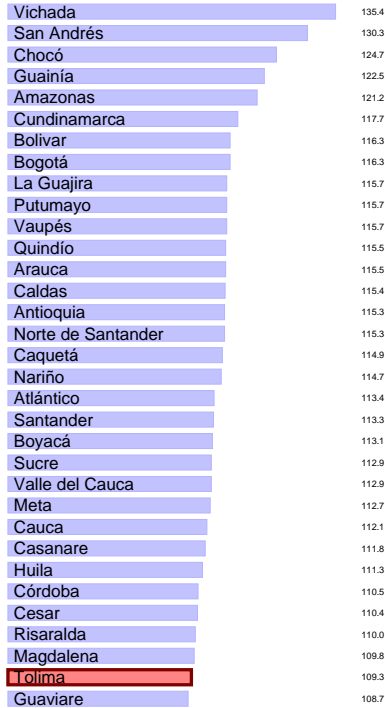 Vichada 135.4
San Andrés 130.3
Chocó 124.7
Guainía 122.5
Amazonas 121.2
Cundinamarca 117.7
Bolivar 116.3
Bogotá 116.3
La Guajira 115.7
Putumayo 115.7
Vaupés 115.7
Quindío 115.5
Arauca 115.5
Caldas 115.4
Antioquia 115.3
Norte de Santander 115.3
Caquetá 114.9
Nariño 114.7
Atlántico 113.4
Santander 113.3
Boyacá 113.1
Sucre 112.9
Valle del Cauca 112.9
Meta 112.7
Cauca 112.1
Casanare 111.8
Huila 111.3
Córdoba 110.5
Cesar 110.4
Risaralda 110.0
Magdalena 109.8
Tolima 109.3
Guaviare 108.7